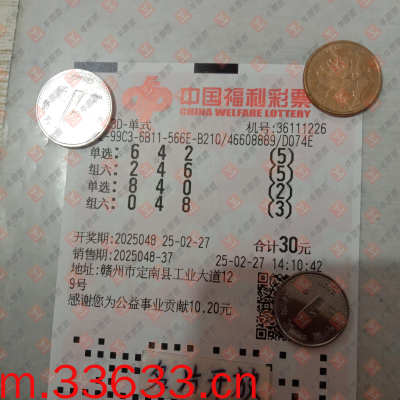 中国福利彩票
CHINA WELFARE LOTTERY
D-单式 机号:36111226
-99C3-6B11-566E-B210/46608889/D074E
单选: 6 4 2 (5)
组六: 2 4 6 (5)
单选: 8 4 0 (2)
组六: 0 4 8 (3)
开奖期:2025048 25-02-27 合计30元
销售期:2025048-37 25-02-27 14:10:42
地址:赣州市定南县工业大道12
9号
感谢您为公益事业贡献10.20元
m.33633.cn